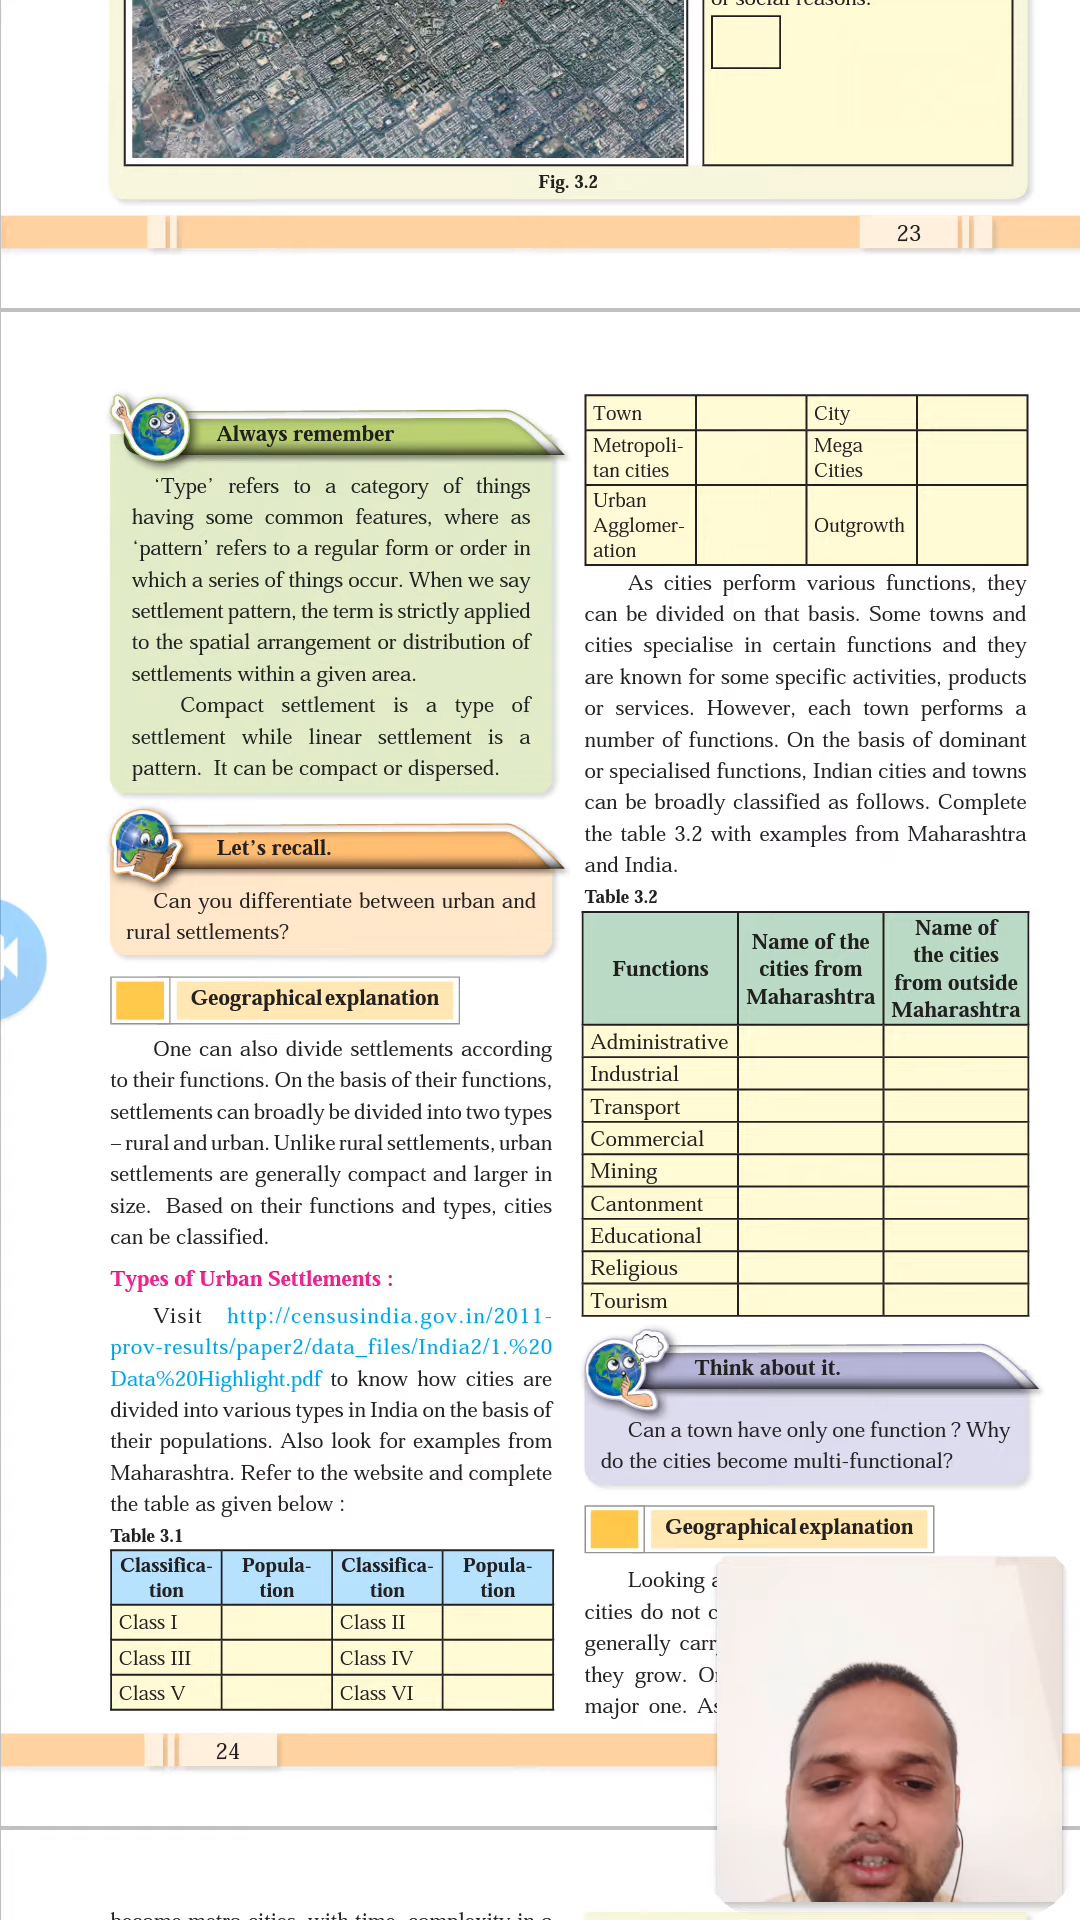 or social reasons.
Fig. 3.2
23
Always remember
‘Type’ refers to a category of things
having some common features, where as
‘pattern’ refers to a regular form or order in
which a series of things occur. When we say
settlement pattern, the term is strictly applied
to the spatial arrangement or distribution of
settlements within a given area.
Compact settlement is a type of
settlement while linear settlement is a
pattern. It can be compact or dispersed.
Let’s recall.
Can you differentiate between urban and
rural settlements?
Geographical explanation
One can also divide settlements according
to their functions. On the basis of their functions,
settlements can broadly be divided into two types
– rural and urban. Unlike rural settlements, urban
settlements are generally compact and larger in
size. Based on their functions and types, cities
can be classified.
Types of Urban Settlements :
Visit http://censusindia.gov.in/2011-
prov-results/paper2/data_files/India2/1.%20
Data%20Highlight.pdf to know how cities are
divided into various types in India on the basis of
their populations. Also look for examples from
Maharashtra. Refer to the website and complete
the table as given below :
Table 3.1
Classifica- Popula- Classifica- Popula-
tion tion tion tion
Class I Class II
Class III Class IV
Class V Class VI
24
Town City
Metropoli- Mega
tan cities Cities
Urban
Agglomer- Outgrowth
ation
As cities perform various functions, they
can be divided on that basis. Some towns and
cities specialise in certain functions and they
are known for some specific activities, products
or services. However, each town performs a
number of functions. On the basis of dominant
or specialised functions, Indian cities and towns
can be broadly classified as follows. Complete
the table 3.2 with examples from Maharashtra
and India.
Table 3.2
Functions
Name of the
cities from
Maharashtra
Name of
the cities
from outside
Maharashtra
Administrative
Industrial
Transport
Commercial
Mining
Cantonment
Educational
Religious
Tourism
Think about it.
Can a town have only one function ? Why
do the cities become multi-functional?
Geographical explanation
Looking
cities do not
generally carry
they grow.
major one. As
become metro cities, with time, complexity in a